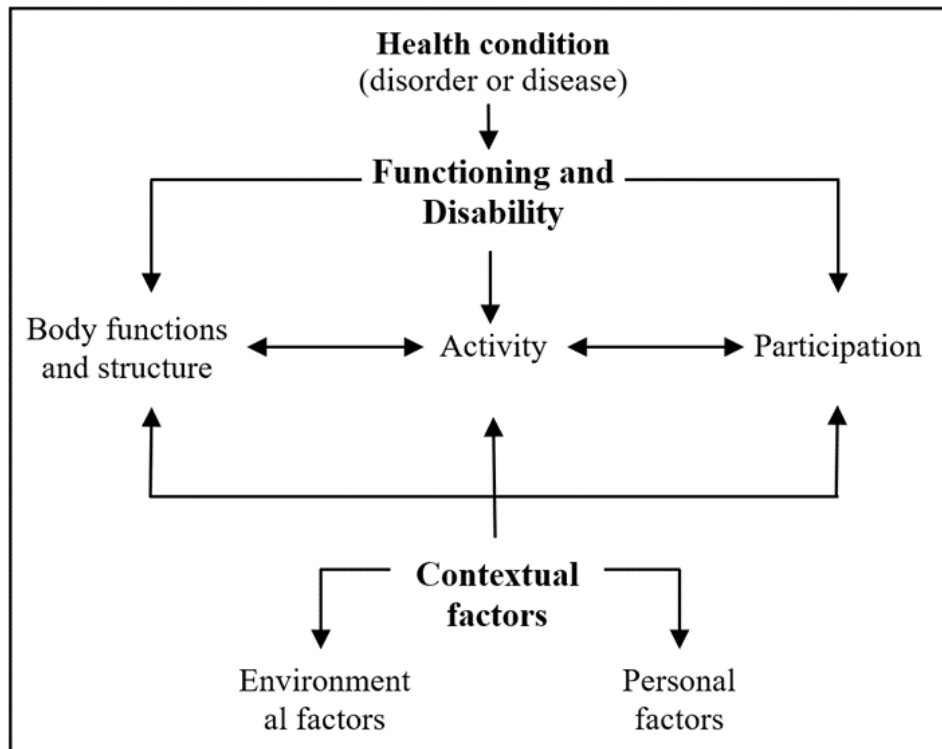 Health condition
(disorder or disease)
Functioning and
Disability
Body functions
and structure
Activity
Participation
Contextual
factors
Environment
al factors
Personal
factors